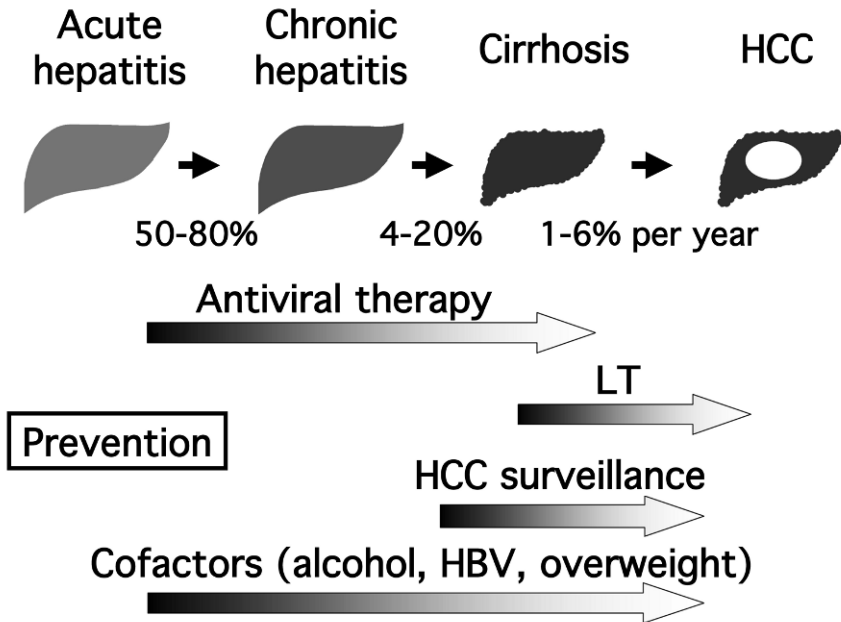 Acute
hepatitis
Chronic
hepatitis
Cirrhosis
HCC
50-80%
4-20%
1-6% per year
Antiviral therapy
LT
Prevention
HCC surveillance
Cofactors (alcohol, HBV, overweight)